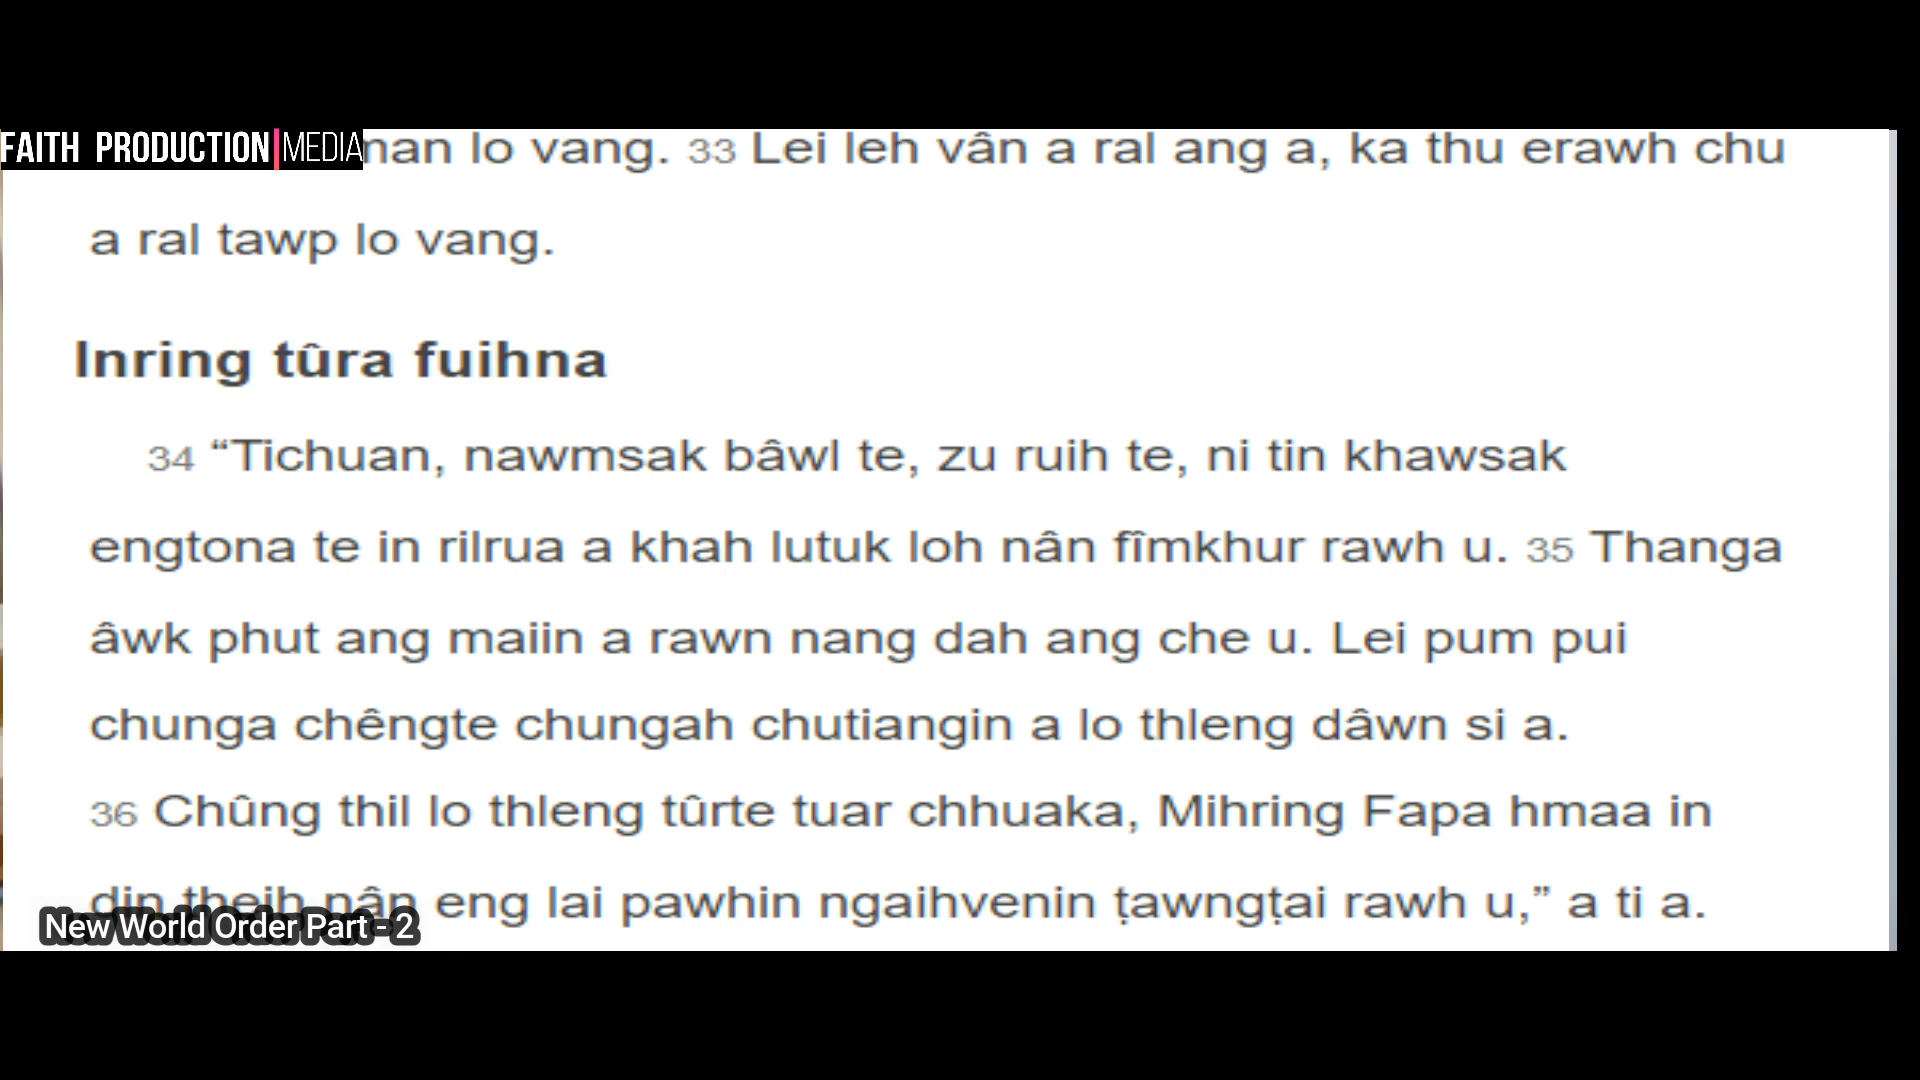 FAITH PRODUCTION|MEDIA
lo vang. 33 Lei leh vân a ral ang a, ka thu erawh chu
a ral tawp lo vang.
Inring tûra fuihna
34 “Tichuan, nawmsak bâwl te, zu ruih te, ni tin khawsak
engtona te in rilrua a khah lutuk loh nân fîmkhur rawh u. 35 Thanga
âwk phut ang maiin a rawn nang dah ang che u. Lei pum pui
chunga chêngte chungah chutiangin a lo thleng dâwn si a.
36 Chûng thil lo thleng tûrte tuar chhuaka, Mihring Fapa hmaa in
din theih nân eng lai pawhin ngaihvenin ṭawngṭai rawh u,” a ti a.
New World Order Part - 2